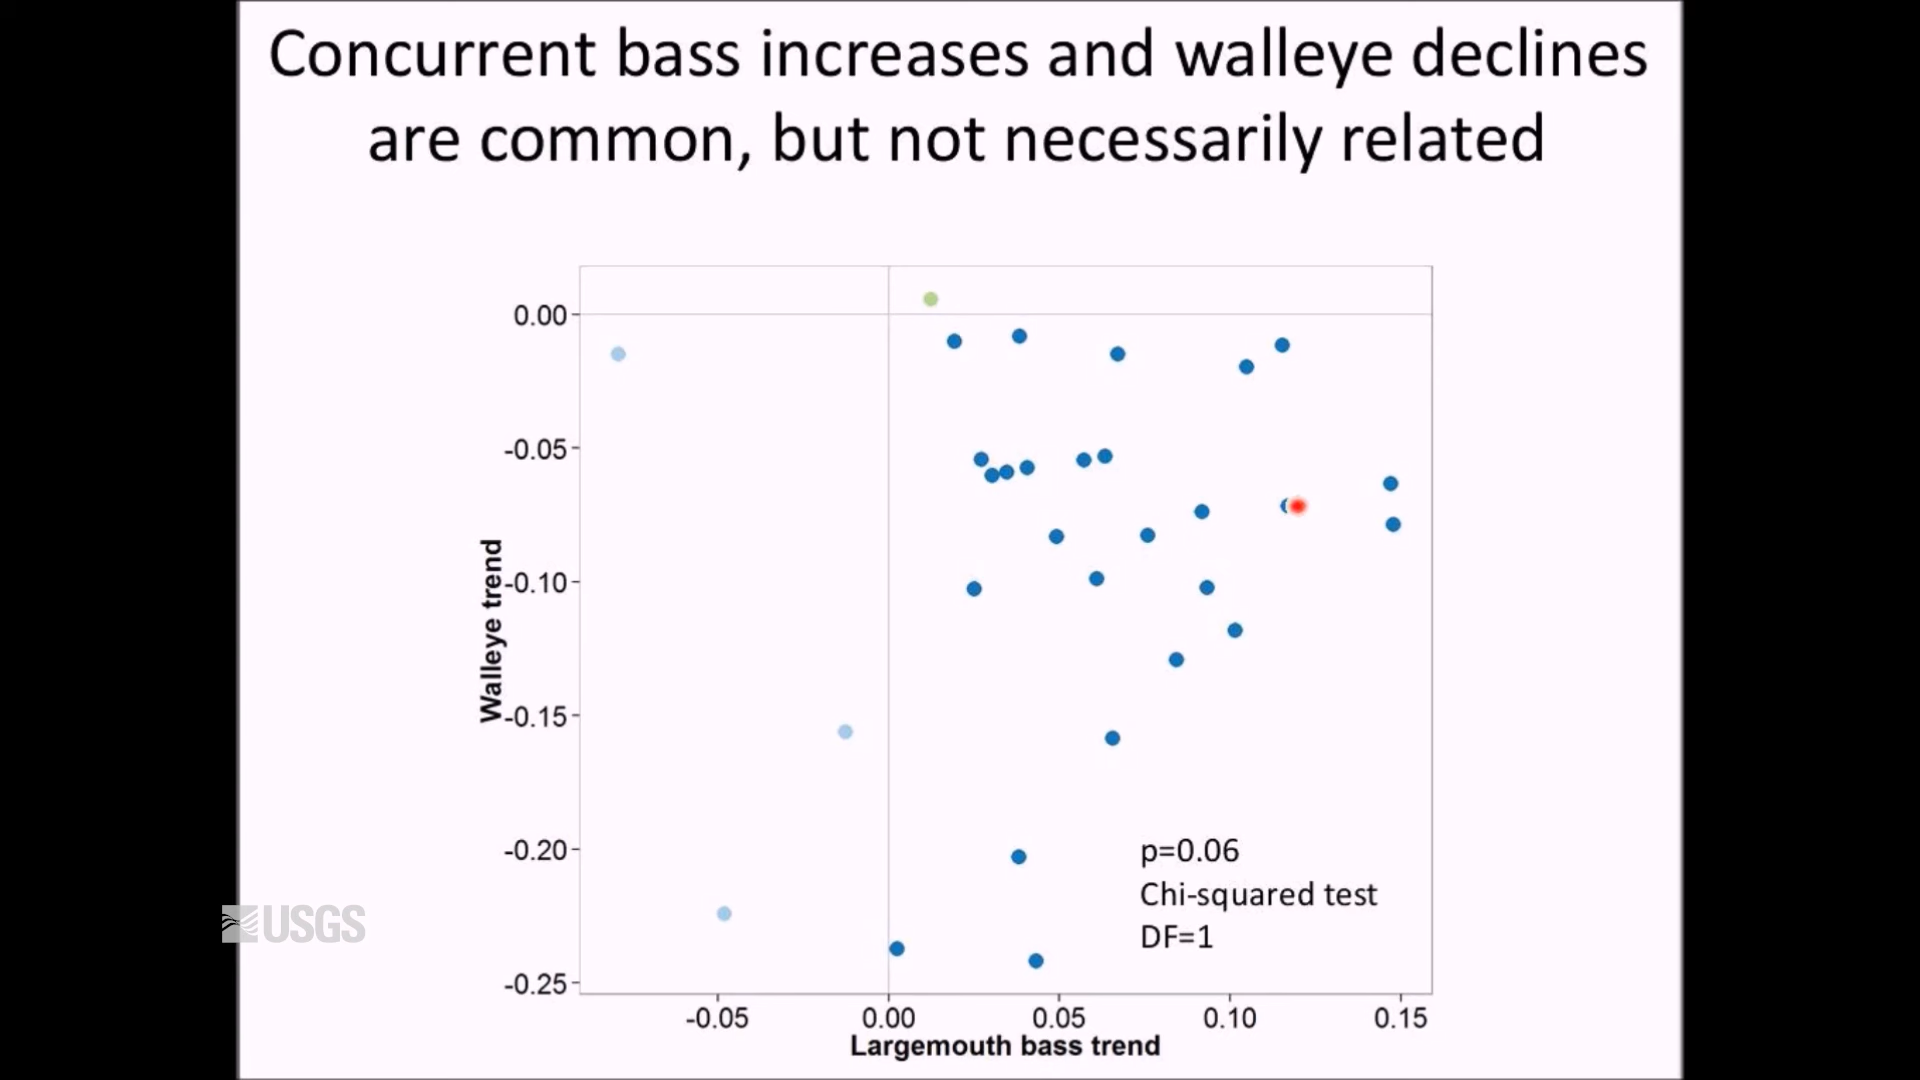 Concurrent bass increases and walleye declines
are common, but not necessarily related
0.00
-0.05
-0.10
-0.15
-0.20
-0.25
Walleye trend
p=0.06
Chi-squared test
DF=1
USGS
-0.05 0.00 0.05 0.10 0.15
Largemouth bass trend